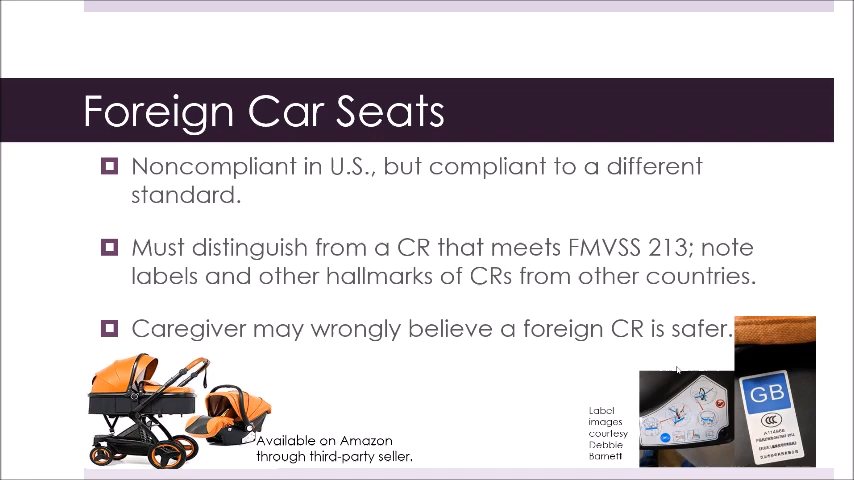 Foreign Car Seats
Noncompliant in U.S., but compliant to a different
standard.
Must distinguish from a CR that meets FMVSS 213; note
labels and other hallmarks of CRs from other countries.
Caregiver may wrongly believe a foreign CR is safer.
Available on Amazon
through third-party seller.
Label
images
courtesy
Debbie
Barnett
GB
CCC